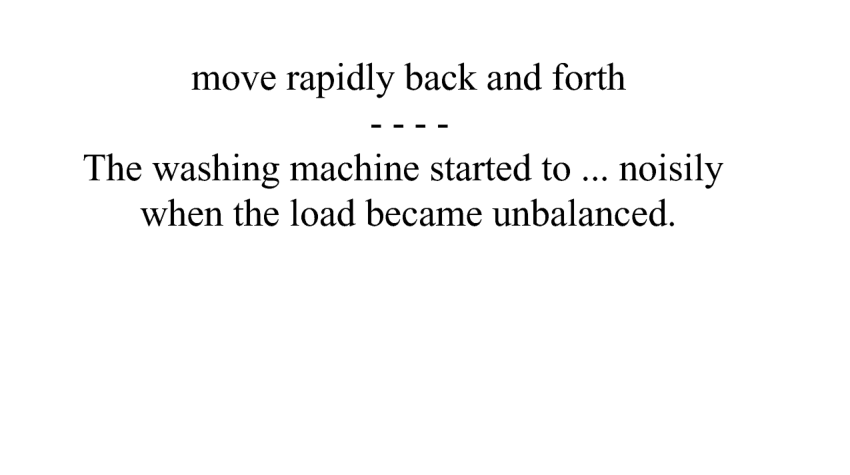 move rapidly back and forth
- - - -
The washing machine started to ... noisily
when the load became unbalanced.